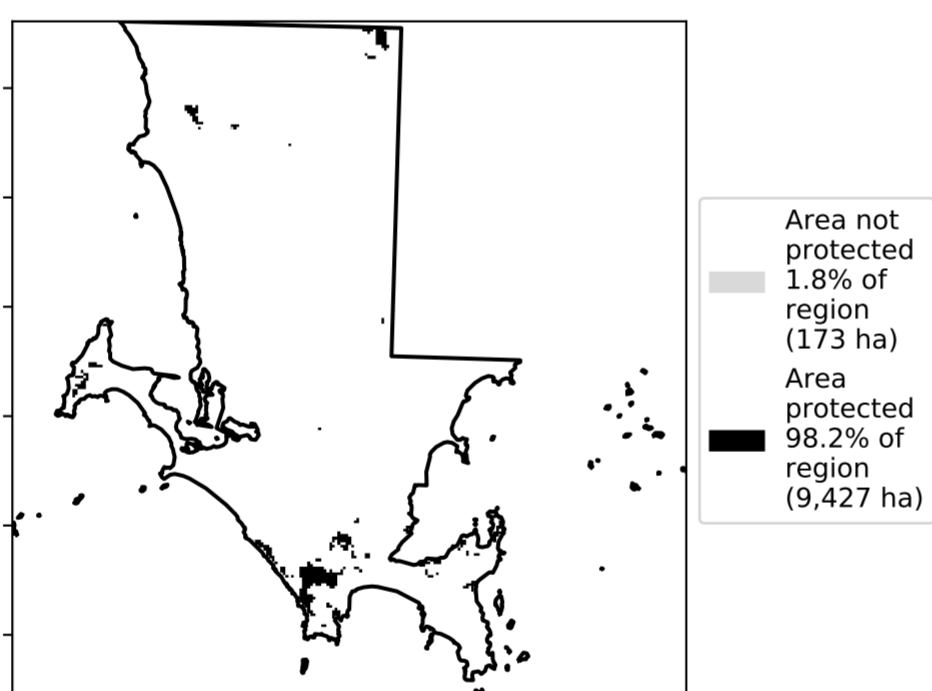 Area not
protected
1.8% of
region
(173 ha)
Area
protected
98.2% of
region
(9,427 ha)